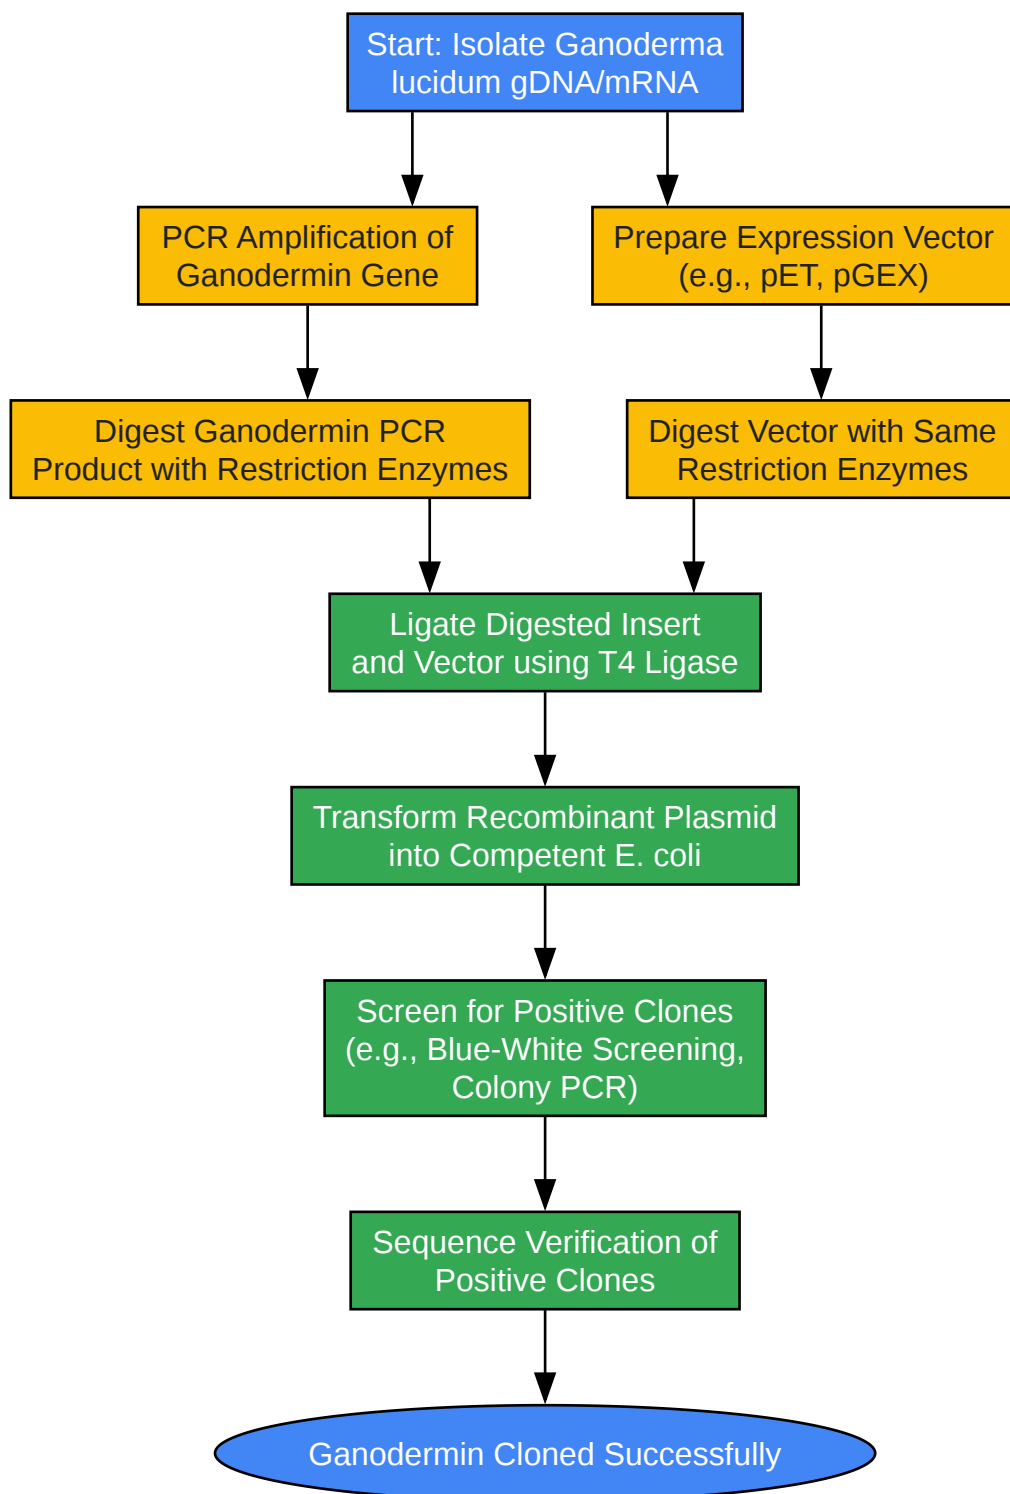 Start: Isolate Ganoderma
lucidum gDNA/mRNA
PCR Amplification of
Ganodermin Gene
Prepare Expression Vector
(e.g., pET, pGEX)
Digest Ganodermin PCR
Product with Restriction Enzymes
Digest Vector with Same
Restriction Enzymes
Ligate Digested Insert
and Vector using T4 Ligase
Transform Recombinant Plasmid
into Competent E. coli
Screen for Positive Clones
(e.g., Blue-White Screening,
Colony PCR)
Sequence Verification of
Positive Clones
Ganodermin Cloned Successfully